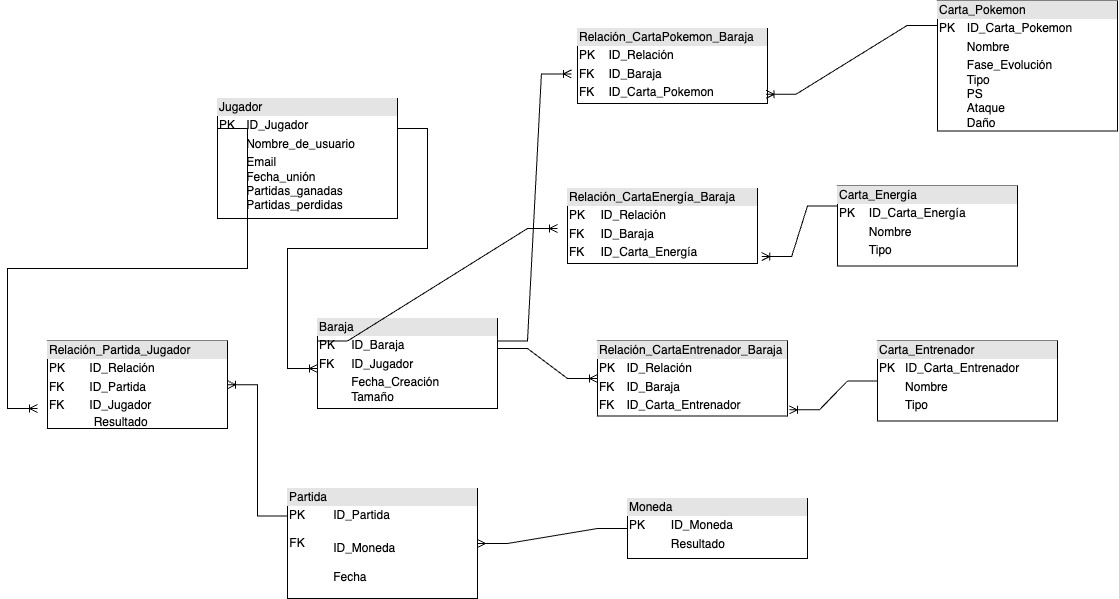 Carta_Pokemon
PK ID_Carta_Pokemon
Nombre
Fase_Evolución
Tipo
PS
Ataque
Daño
Relación_CartaPokemon_Baraja
PK ID_Relación
FK ID_Baraja
FK ID_Carta_Pokemon
Jugador
PK ID_Jugador
Nombre_de_usuario
Email
Fecha_unión
Partidas_ganadas
Partidas_perdidas
Relación_CartaEnergía_Baraja
PK ID_Relación
FK ID_Baraja
FK ID_Carta_Energía
Carta_Energía
PK ID_Carta_Energía
Nombre
Tipo
Baraja
PK ID_Baraja
FK ID_Jugador
Fecha_Creación
Tamaño
Relación_Partida_Jugador
PK ID_Relación
FK ID_Partida
FK ID_Jugador
Resultado
Relación_CartaEntrenador_Baraja
PK ID_Relación
FK ID_Baraja
FK ID_Carta_Entrenador
Carta_Entrenador
PK ID_Carta_Entrenador
Nombre
Tipo
Partida
PK ID_Partida
FK ID_Moneda
Fecha
Moneda
PK ID_Moneda
Resultado